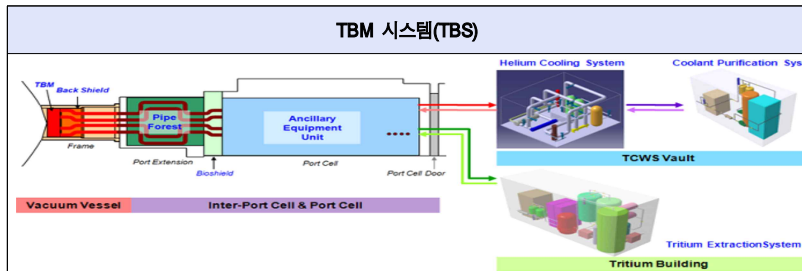 TBM 시스템(TBS)
Helium Cooling System
Coolant Purification Sys
TBM
Back Shield
Pipe
Forest
Ancillary
Equipment
Unit
Frame
Port Extension
Bioshield
Port Cell
Port Cell Door
TCWS Vault
Vacuum Vessel
Inter-Port Cell & Port Cell
Tritium ExtractionSystem
Tritium Building